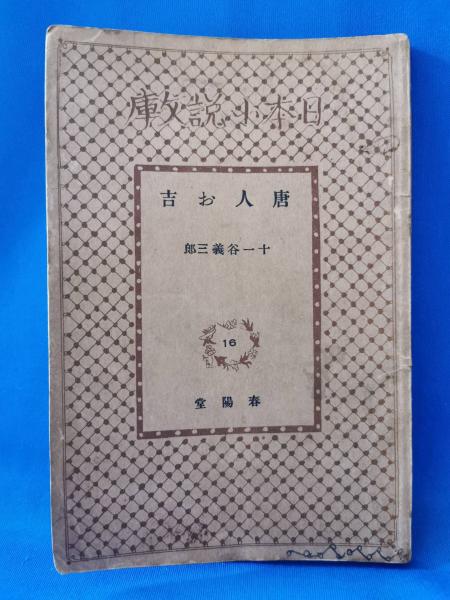 日本小説文庫
唐人お吉
十一谷義三郎
16
春陽堂